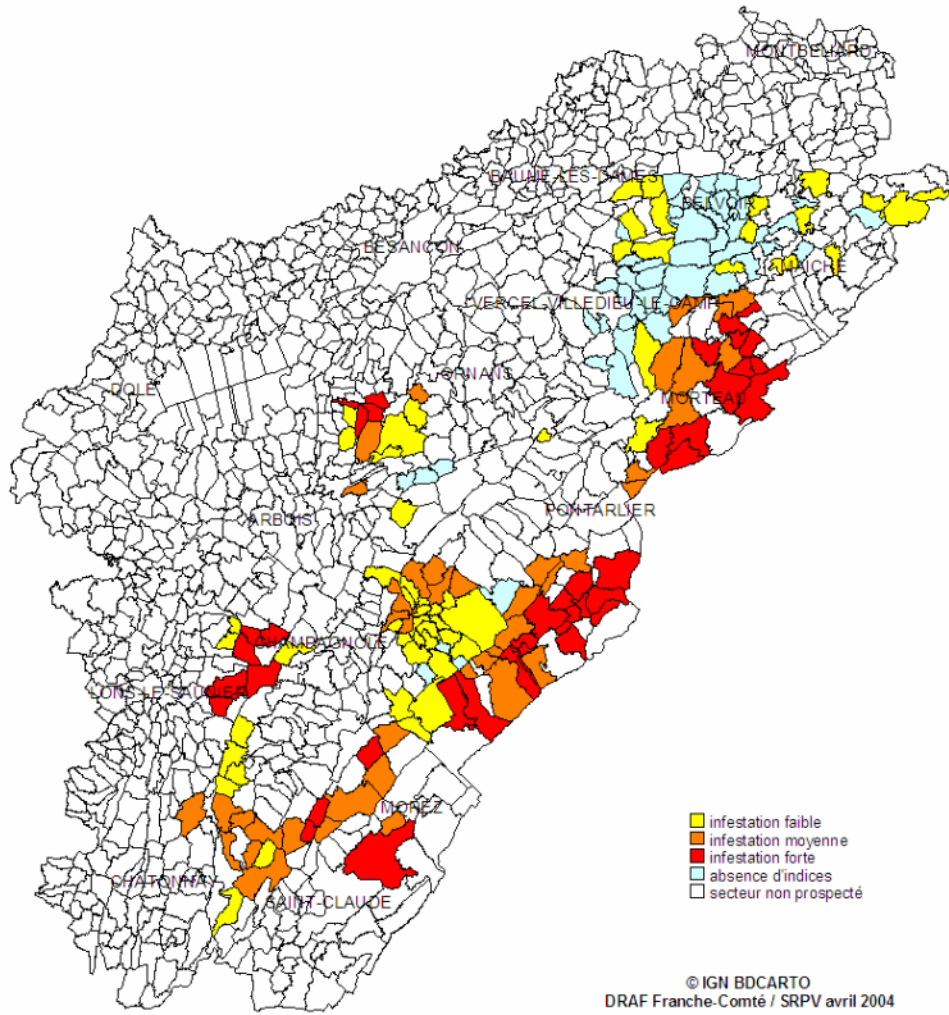 MONTBELIARD
BAUME-LES-DAMES
BELVOIR
BESANCON
MAICHE
VERCEL-VILLEDIEU-LE-CAMP
ORNANS
DOLE
MORTEAU
PONTARLIER
ARBOIS
CHAMPAGNOLE
LONS-LE-SAUNIER
MOREZ
CHATONNAY
SAINT-CLAUDE
infestation faible
infestation moyenne
infestation forte
absence d'indices
secteur non prospecté
© IGN BDCARTO
DRAF Franche-Comté / SRPV avril 2004